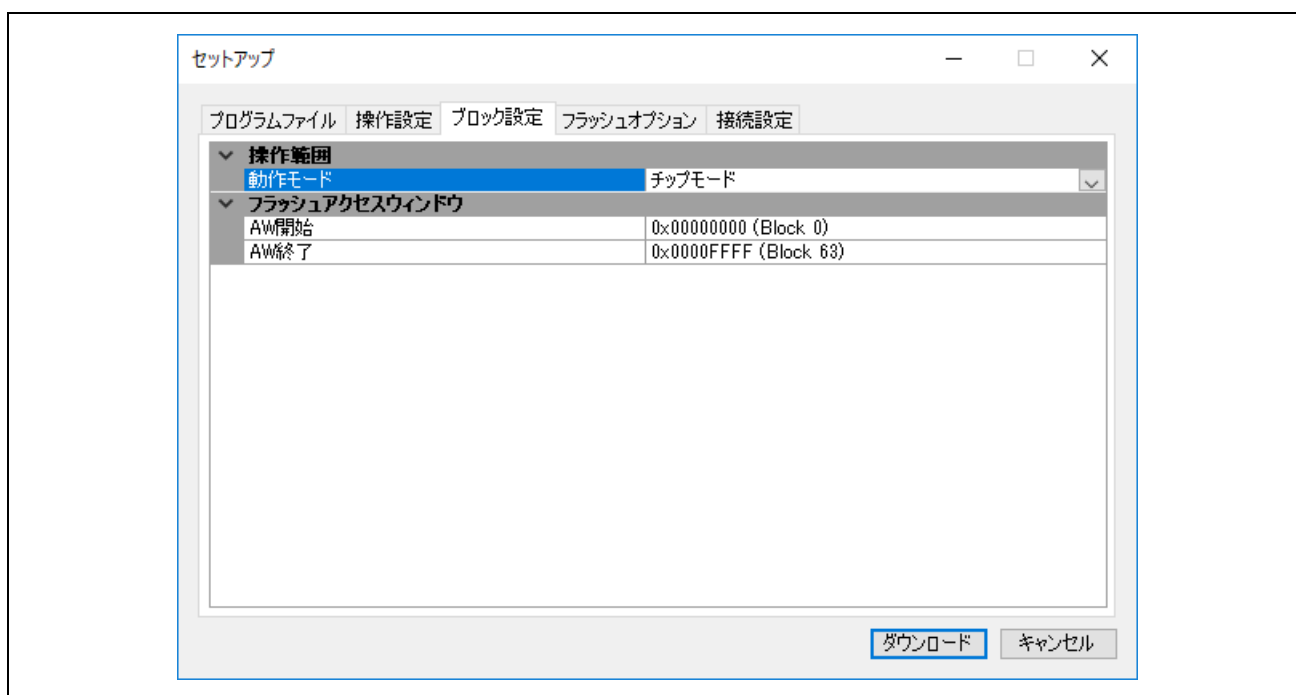 セットアップ
プログラムファイル 操作設定 ブロック設定 フラッシュオプション 接続設定
操作範囲
動作モード チップモード
フラッシュアクセスウィンドウ
AW開始 0x00000000 (Block 0)
AW終了 0x0000FFFF (Block 63)
ダウンロード キャンセル